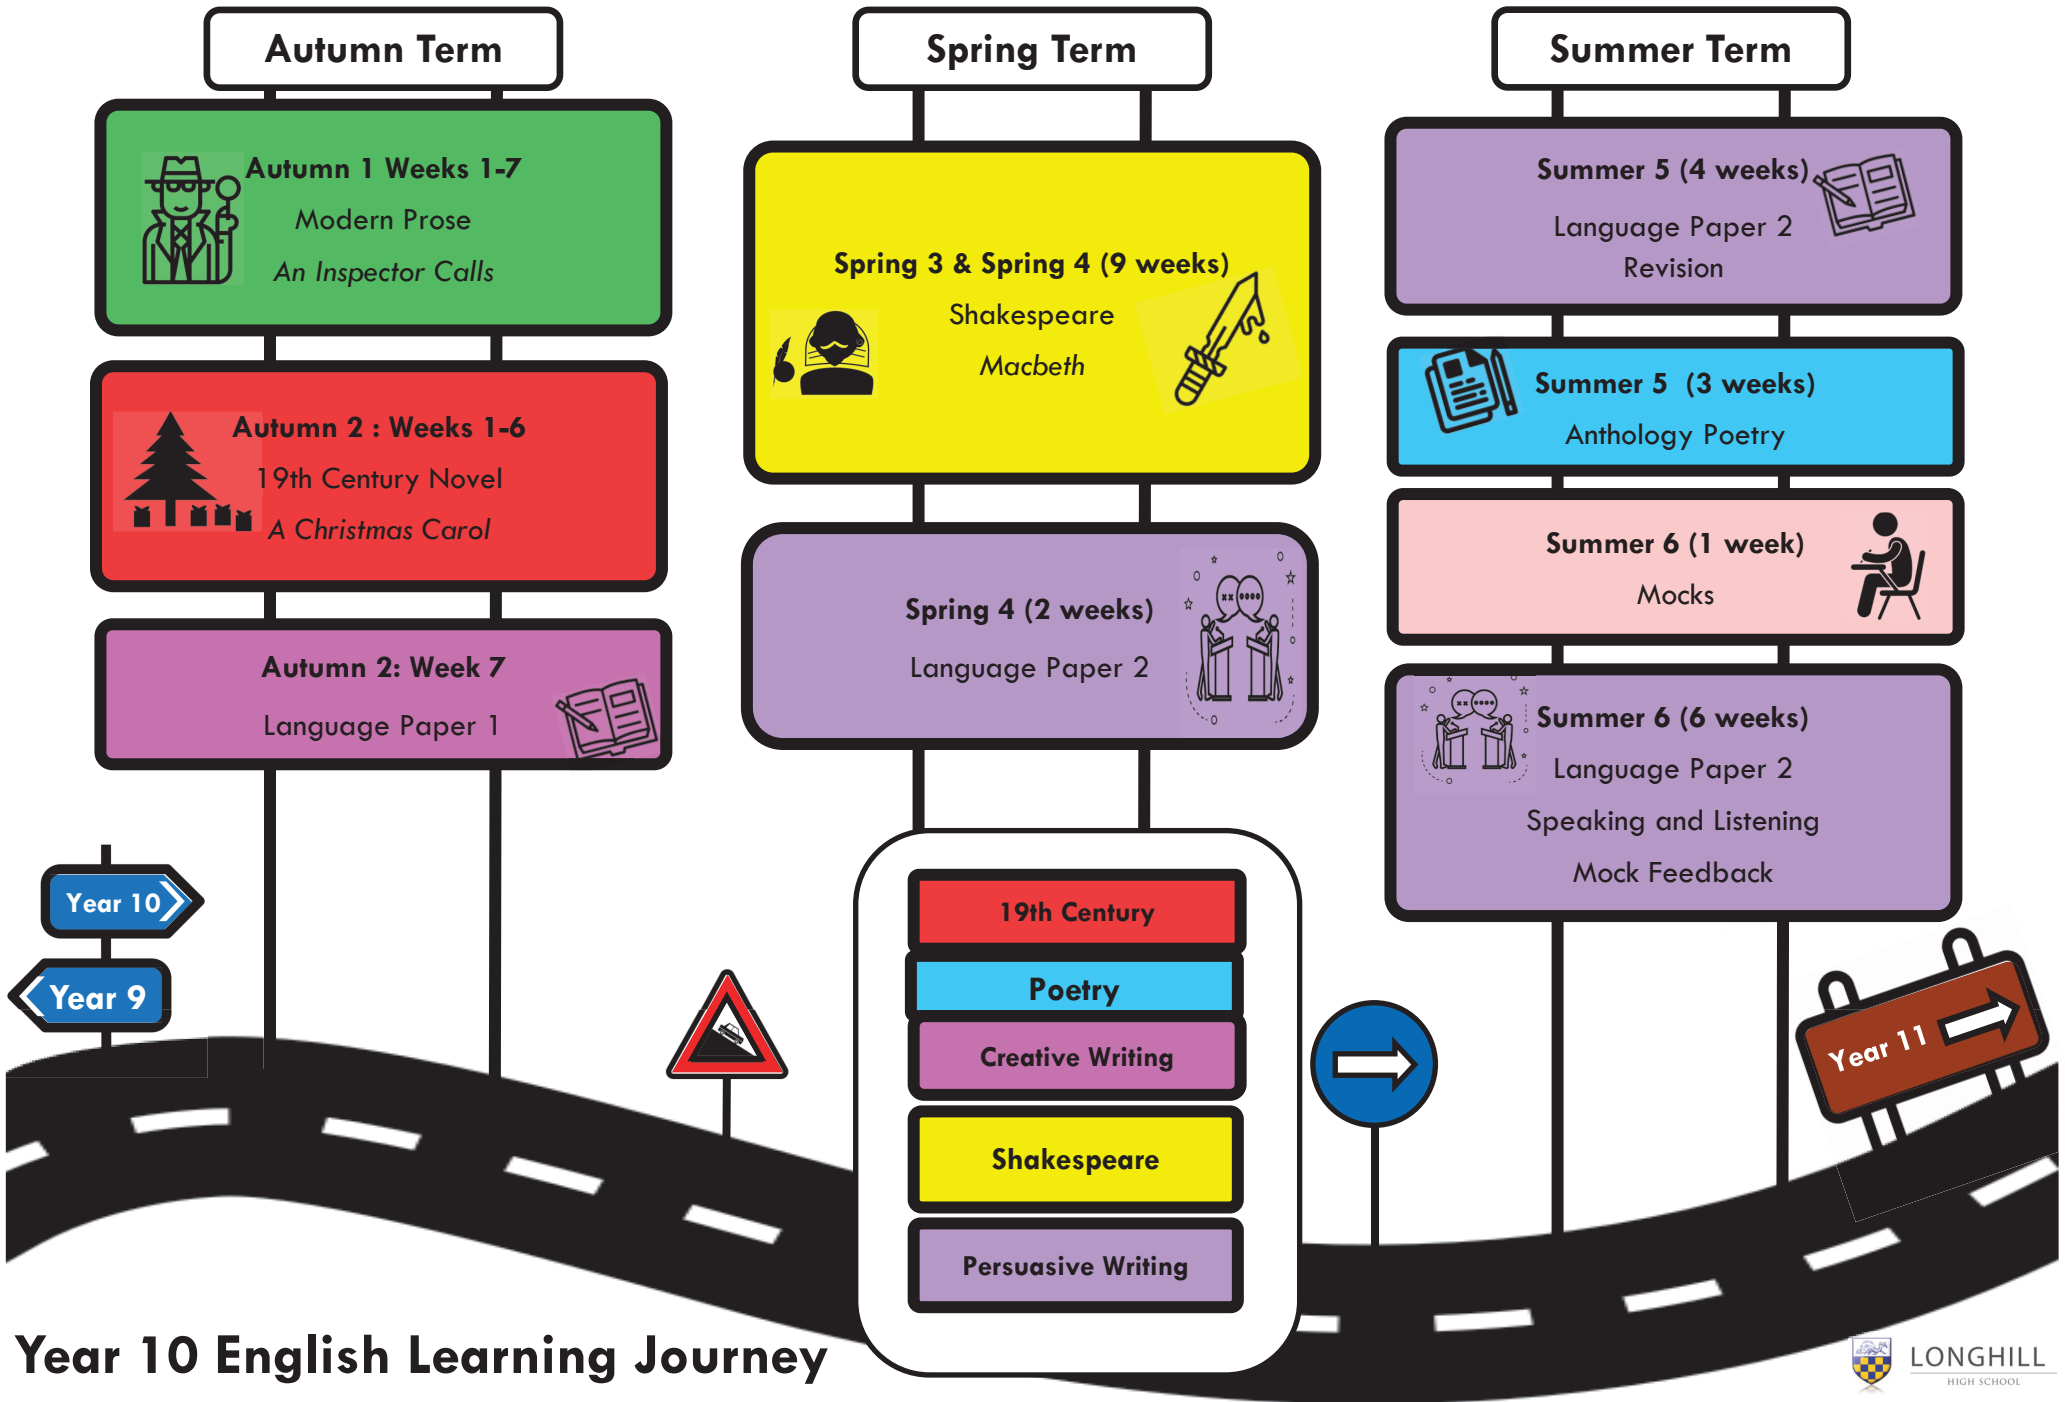 Autumn Term
Autumn 1 Weeks 1-7
Modern Prose
An Inspector Calls
Autumn 2 : Weeks 1-6
19th Century Novel
A Christmas Carol
Autumn 2: Week 7
Language Paper 1
Spring Term
Spring 3 & Spring 4 (9 weeks)
Shakespeare
Macbeth
Spring 4 (2 weeks)
Language Paper 2
Summer Term
Summer 5 (4 weeks)
Language Paper 2
Revision
Summer 5 (3 weeks)
Anthology Poetry
Summer 6 (1 week)
Mocks
Summer 6 (6 weeks)
Language Paper 2
Speaking and Listening
Mock Feedback
Year 10
Year 9
19th Century
Poetry
Creative Writing
Shakespeare
Persuasive Writing
Year 11
Year 10 English Learning Journey
LONGHILL
HIGH SCHOOL